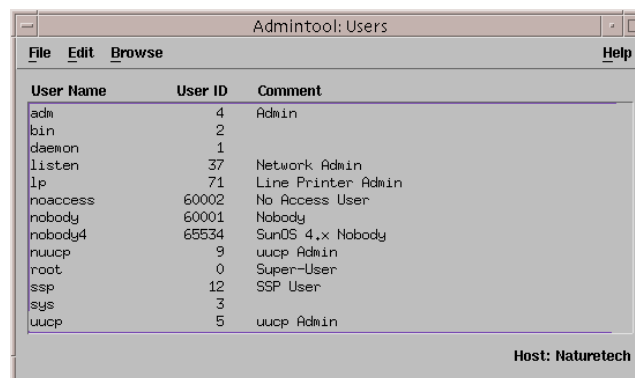 Admintool: Users
File Edit Browse Help
User Name User ID Comment
adm 4 Admin
bin 2
daemon 1
listen 37 Network Admin
lp 71 Line Printer Admin
noaccess 60002 No Access User
nobody 60001 Nobody
nobody4 65534 SunOS 4.x Nobody
nuucp 9 uucp Admin
root 0 Super-User
ssp 12 SSP User
sys 3
uucp 5 uucp Admin
Host: Naturetech